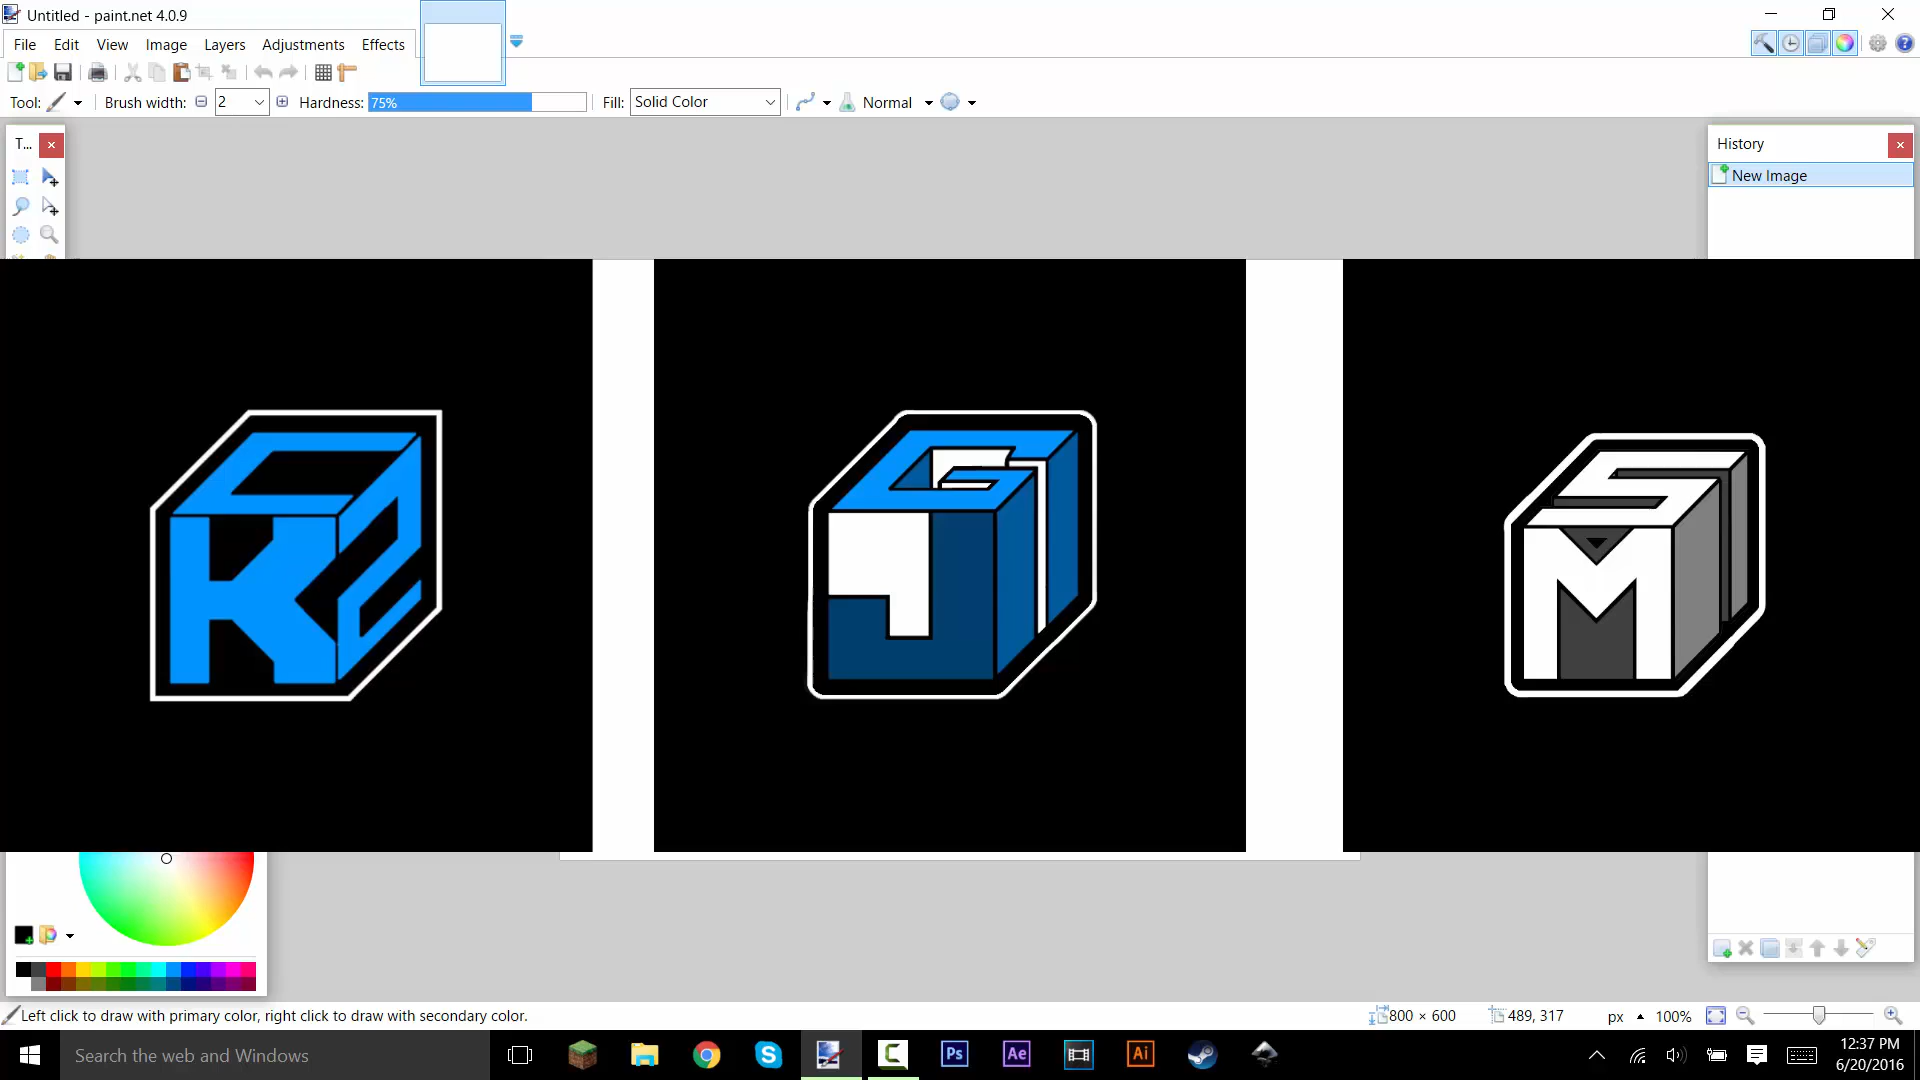 Untitled - paint.net 4.0.9
File Edit View Image Layers Adjustments Effects
Tool: Brush width: 2 Hardness: 75% Fill: Solid Color Normal
T...
History
New Image
K
J
G
S
M
Left click to draw with primary color, right click to draw with secondary color.
800 × 600 489, 317 px 100%
Search the web and Windows
Ps Ae Ai
12:37 PM
6/20/2016